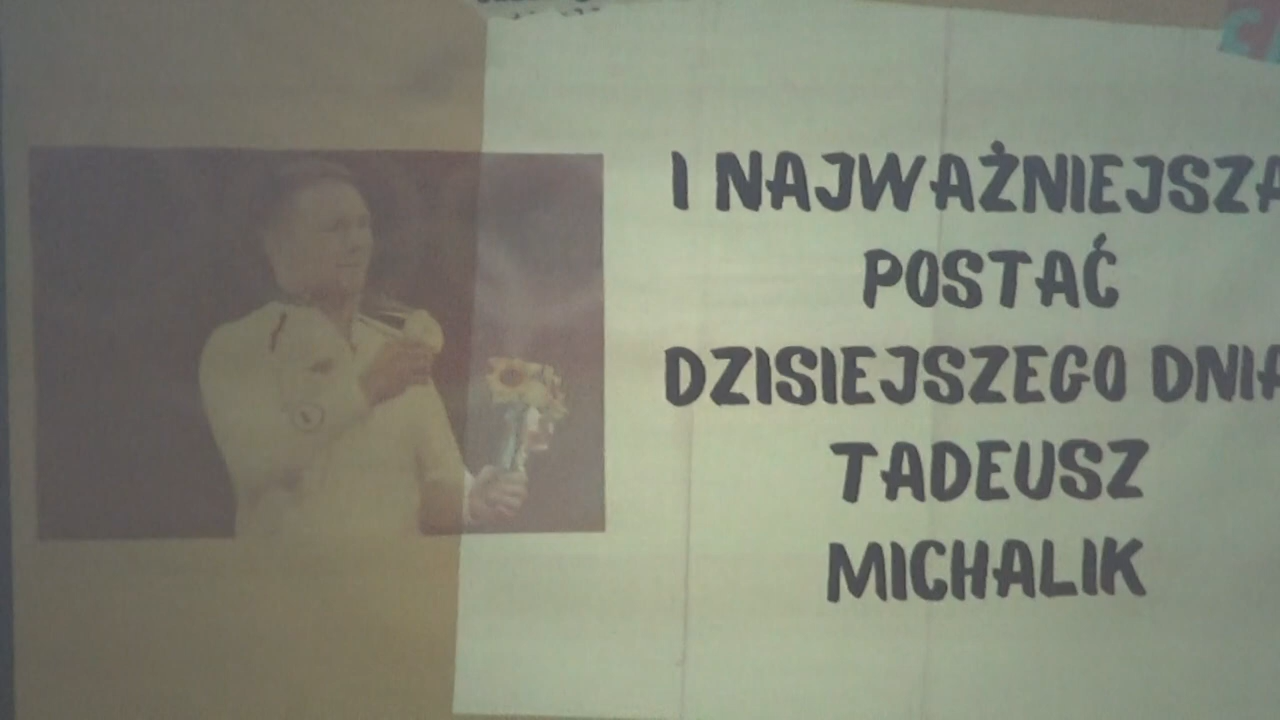 I NAJWAŻNIEJSZA
POSTAĆ
DZISIEJSZEGO DNIA
TADEUSZ
MICHALIK